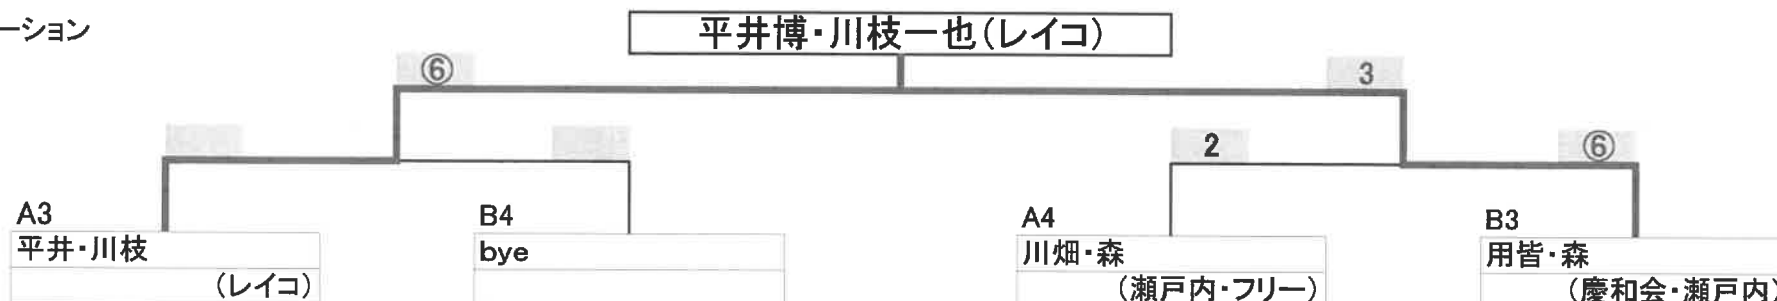 ーション
平井博・川枝一也（レイコ）
⑥
3
2
⑥
A3
平井・川枝
（レイコ）
B4
bye
A4
川畑・森
（瀬戸内・フリー）
B3
用皆・森
（慶和会・瀬戸内）